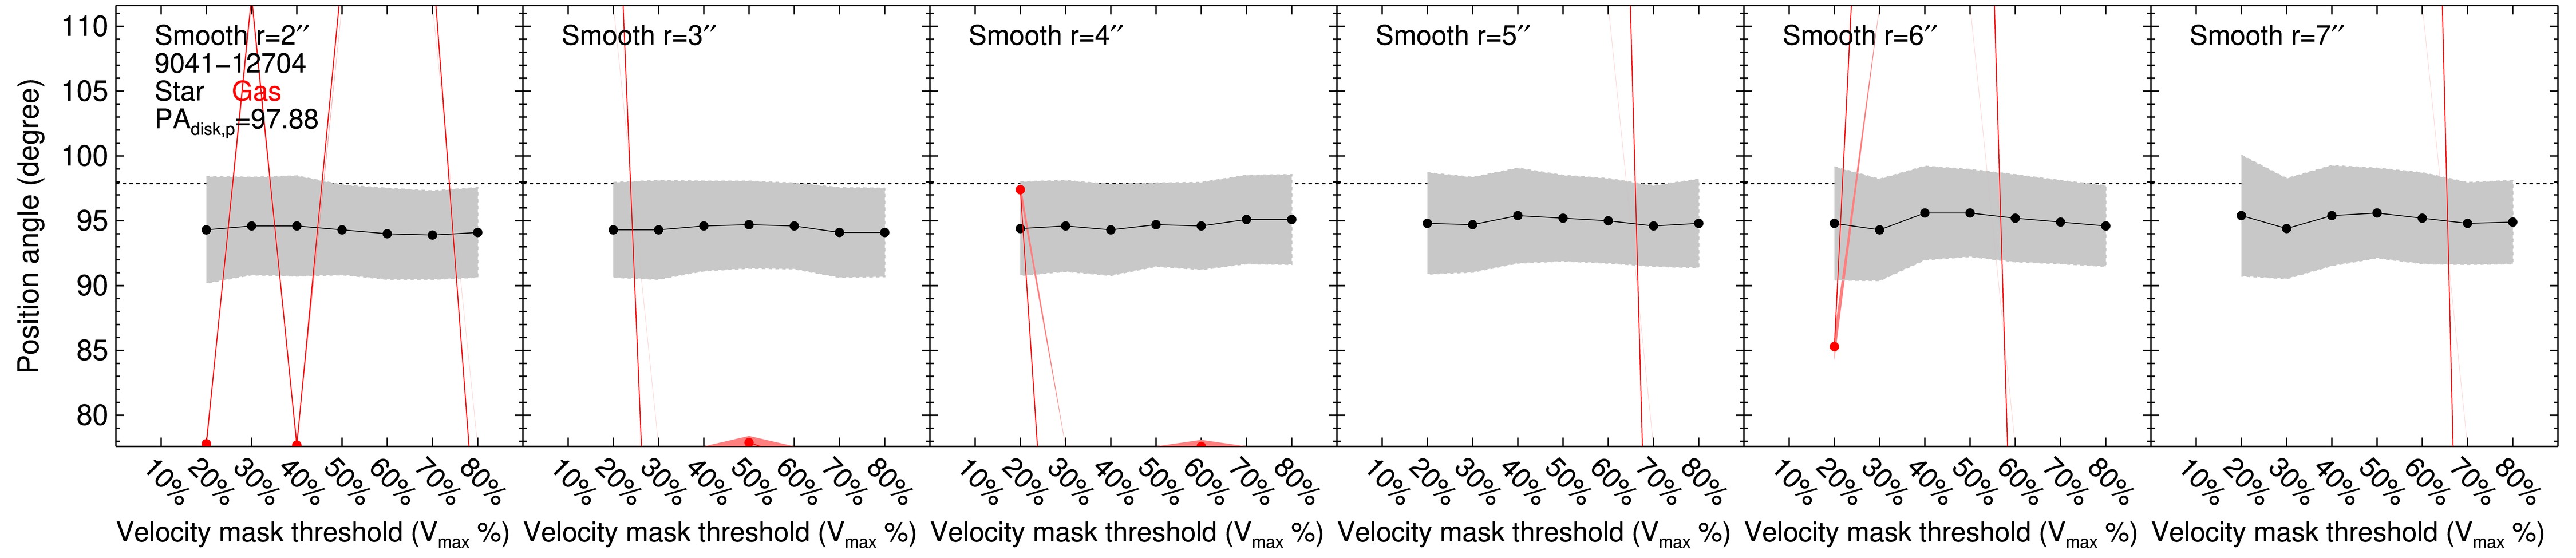 Smooth r=2″
9041−12704
Star Gas
PAdisk,p=97.88
Smooth r=3″
Smooth r=4″
Smooth r=5″
Smooth r=6″
Smooth r=7″
Position angle (degree)
110
105
100
95
90
85
80
10% 20% 30% 40% 50% 60% 70% 80%
10% 20% 30% 40% 50% 60% 70% 80%
10% 20% 30% 40% 50% 60% 70% 80%
10% 20% 30% 40% 50% 60% 70% 80%
10% 20% 30% 40% 50% 60% 70% 80%
10% 20% 30% 40% 50% 60% 70% 80%
Velocity mask threshold (Vmax %)
Velocity mask threshold (Vmax %)
Velocity mask threshold (Vmax %)
Velocity mask threshold (Vmax %)
Velocity mask threshold (Vmax %)
Velocity mask threshold (Vmax %)